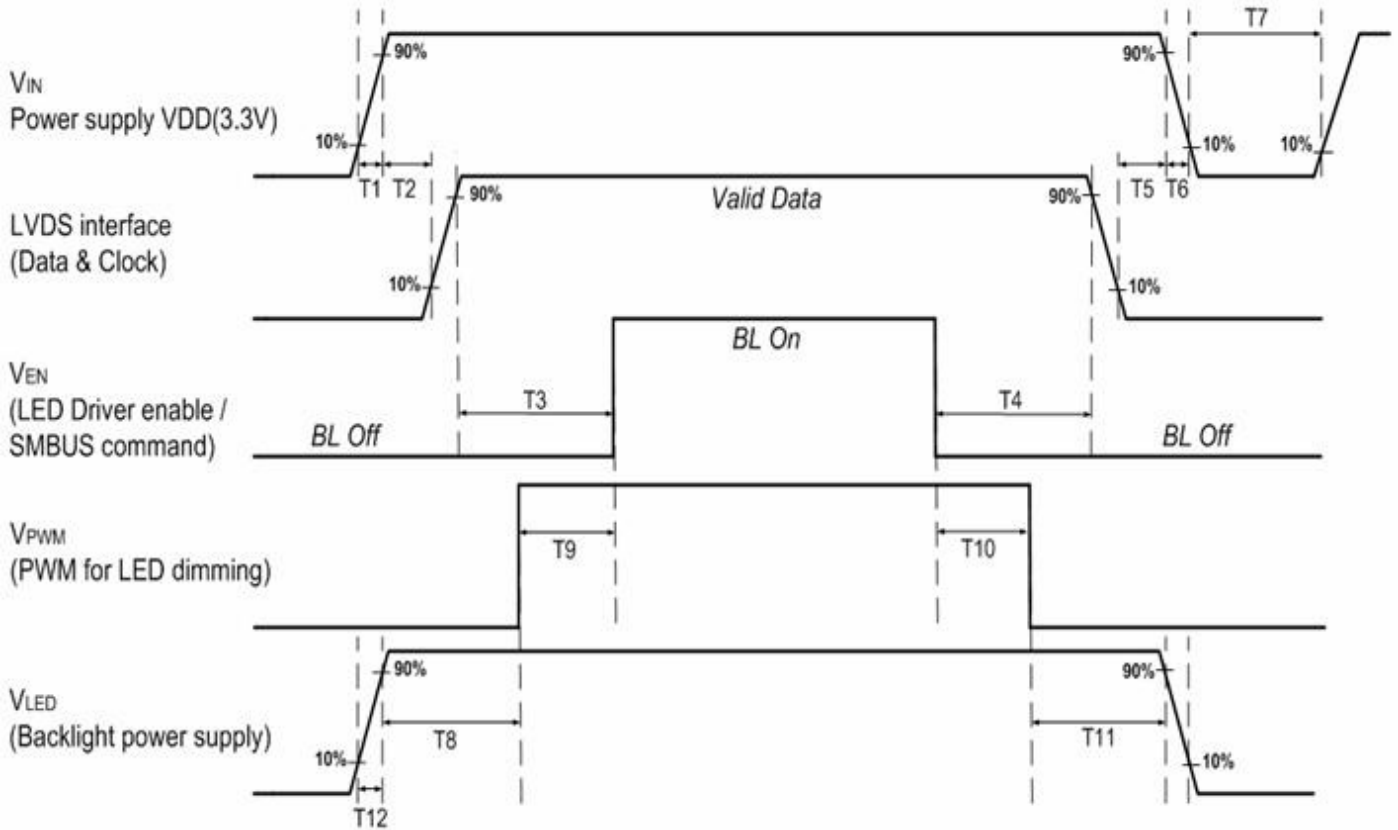 T7
90%
90%
VIN
Power supply VDD(3.3V)
10%
10%
10%
T1
T2
T5
T6
90%
Valid Data
90%
LVDS interface
(Data & Clock)
10%
10%
BL On
VEN
(LED Driver enable /
SMBUS command)
T3
T4
BL Off
BL Off
VPWM
(PWM for LED dimming)
T9
T10
90%
90%
VLED
(Backlight power supply)
T8
T11
10%
10%
T12